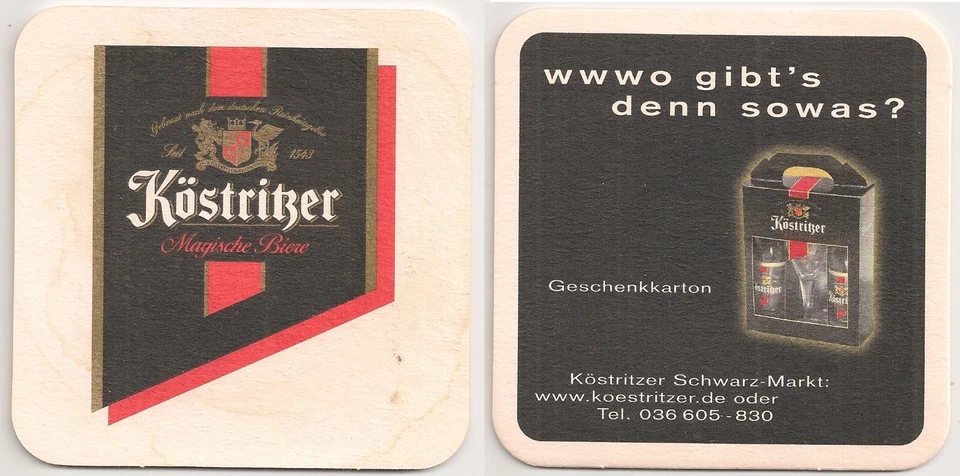 Gebraut nach dem deutschen Reinheitsgebot
Seit 1543
Köstritzer
Magische Biere
wwwo gibt's
denn sowas?
Köstritzer
Geschenkkarton
Köstritzer Schwarz-Markt:
www.koestritzer.de oder
Tel. 036 605 - 830